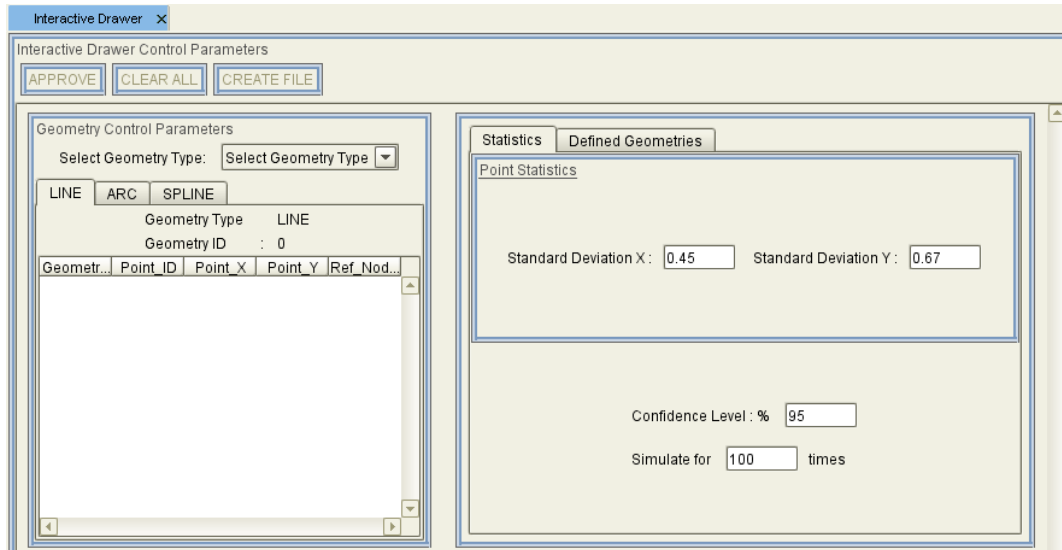 Interactive Drawer X
Interactive Drawer Control Parameters
APPROVE CLEAR ALL CREATE FILE
Geometry Control Parameters
Select Geometry Type: Select Geometry Type
LINE ARC SPLINE
Geometry Type LINE
Geometry ID : 0
Geometr... Point_ID Point_X Point_Y Ref_Nod...
Statistics Defined Geometries
Point Statistics
Standard Deviation X : 0.45 Standard Deviation Y : 0.67
Confidence Level : % 95
Simulate for 100 times